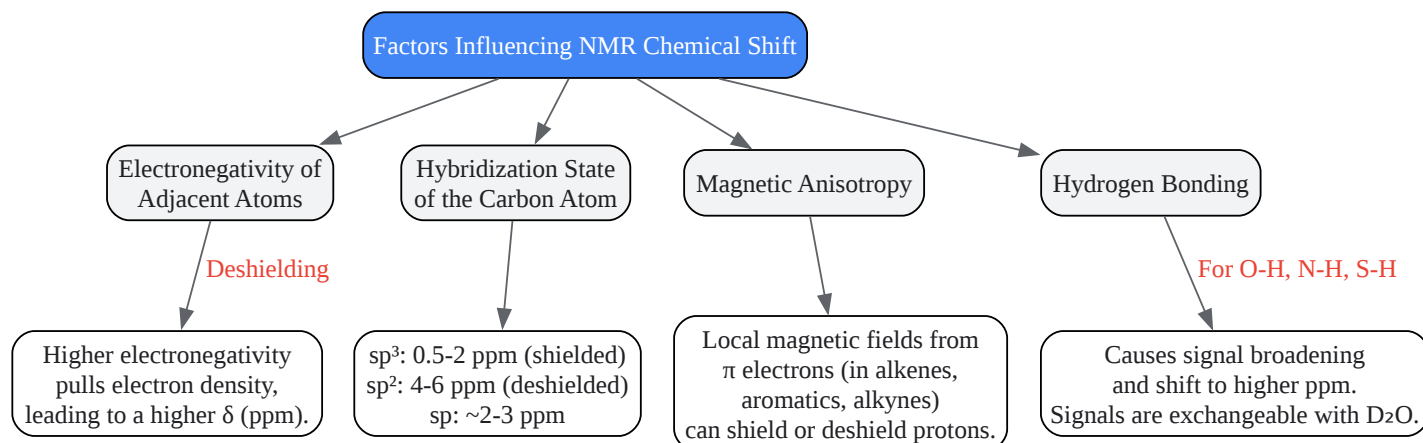 Factors Influencing NMR Chemical Shift
Electronegativity of
Adjacent Atoms
Hybridization State
of the Carbon Atom
Magnetic Anisotropy
Hydrogen Bonding
Deshielding
For O-H, N-H, S-H
Higher electronegativity
pulls electron density,
leading to a higher δ (ppm).
sp³: 0.5-2 ppm (shielded)
sp²: 4-6 ppm (deshielded)
sp: ~2-3 ppm
Local magnetic fields from
π electrons (in alkenes,
aromatics, alkynes)
can shield or deshield protons.
Causes signal broadening
and shift to higher ppm.
Signals are exchangeable with D₂O.